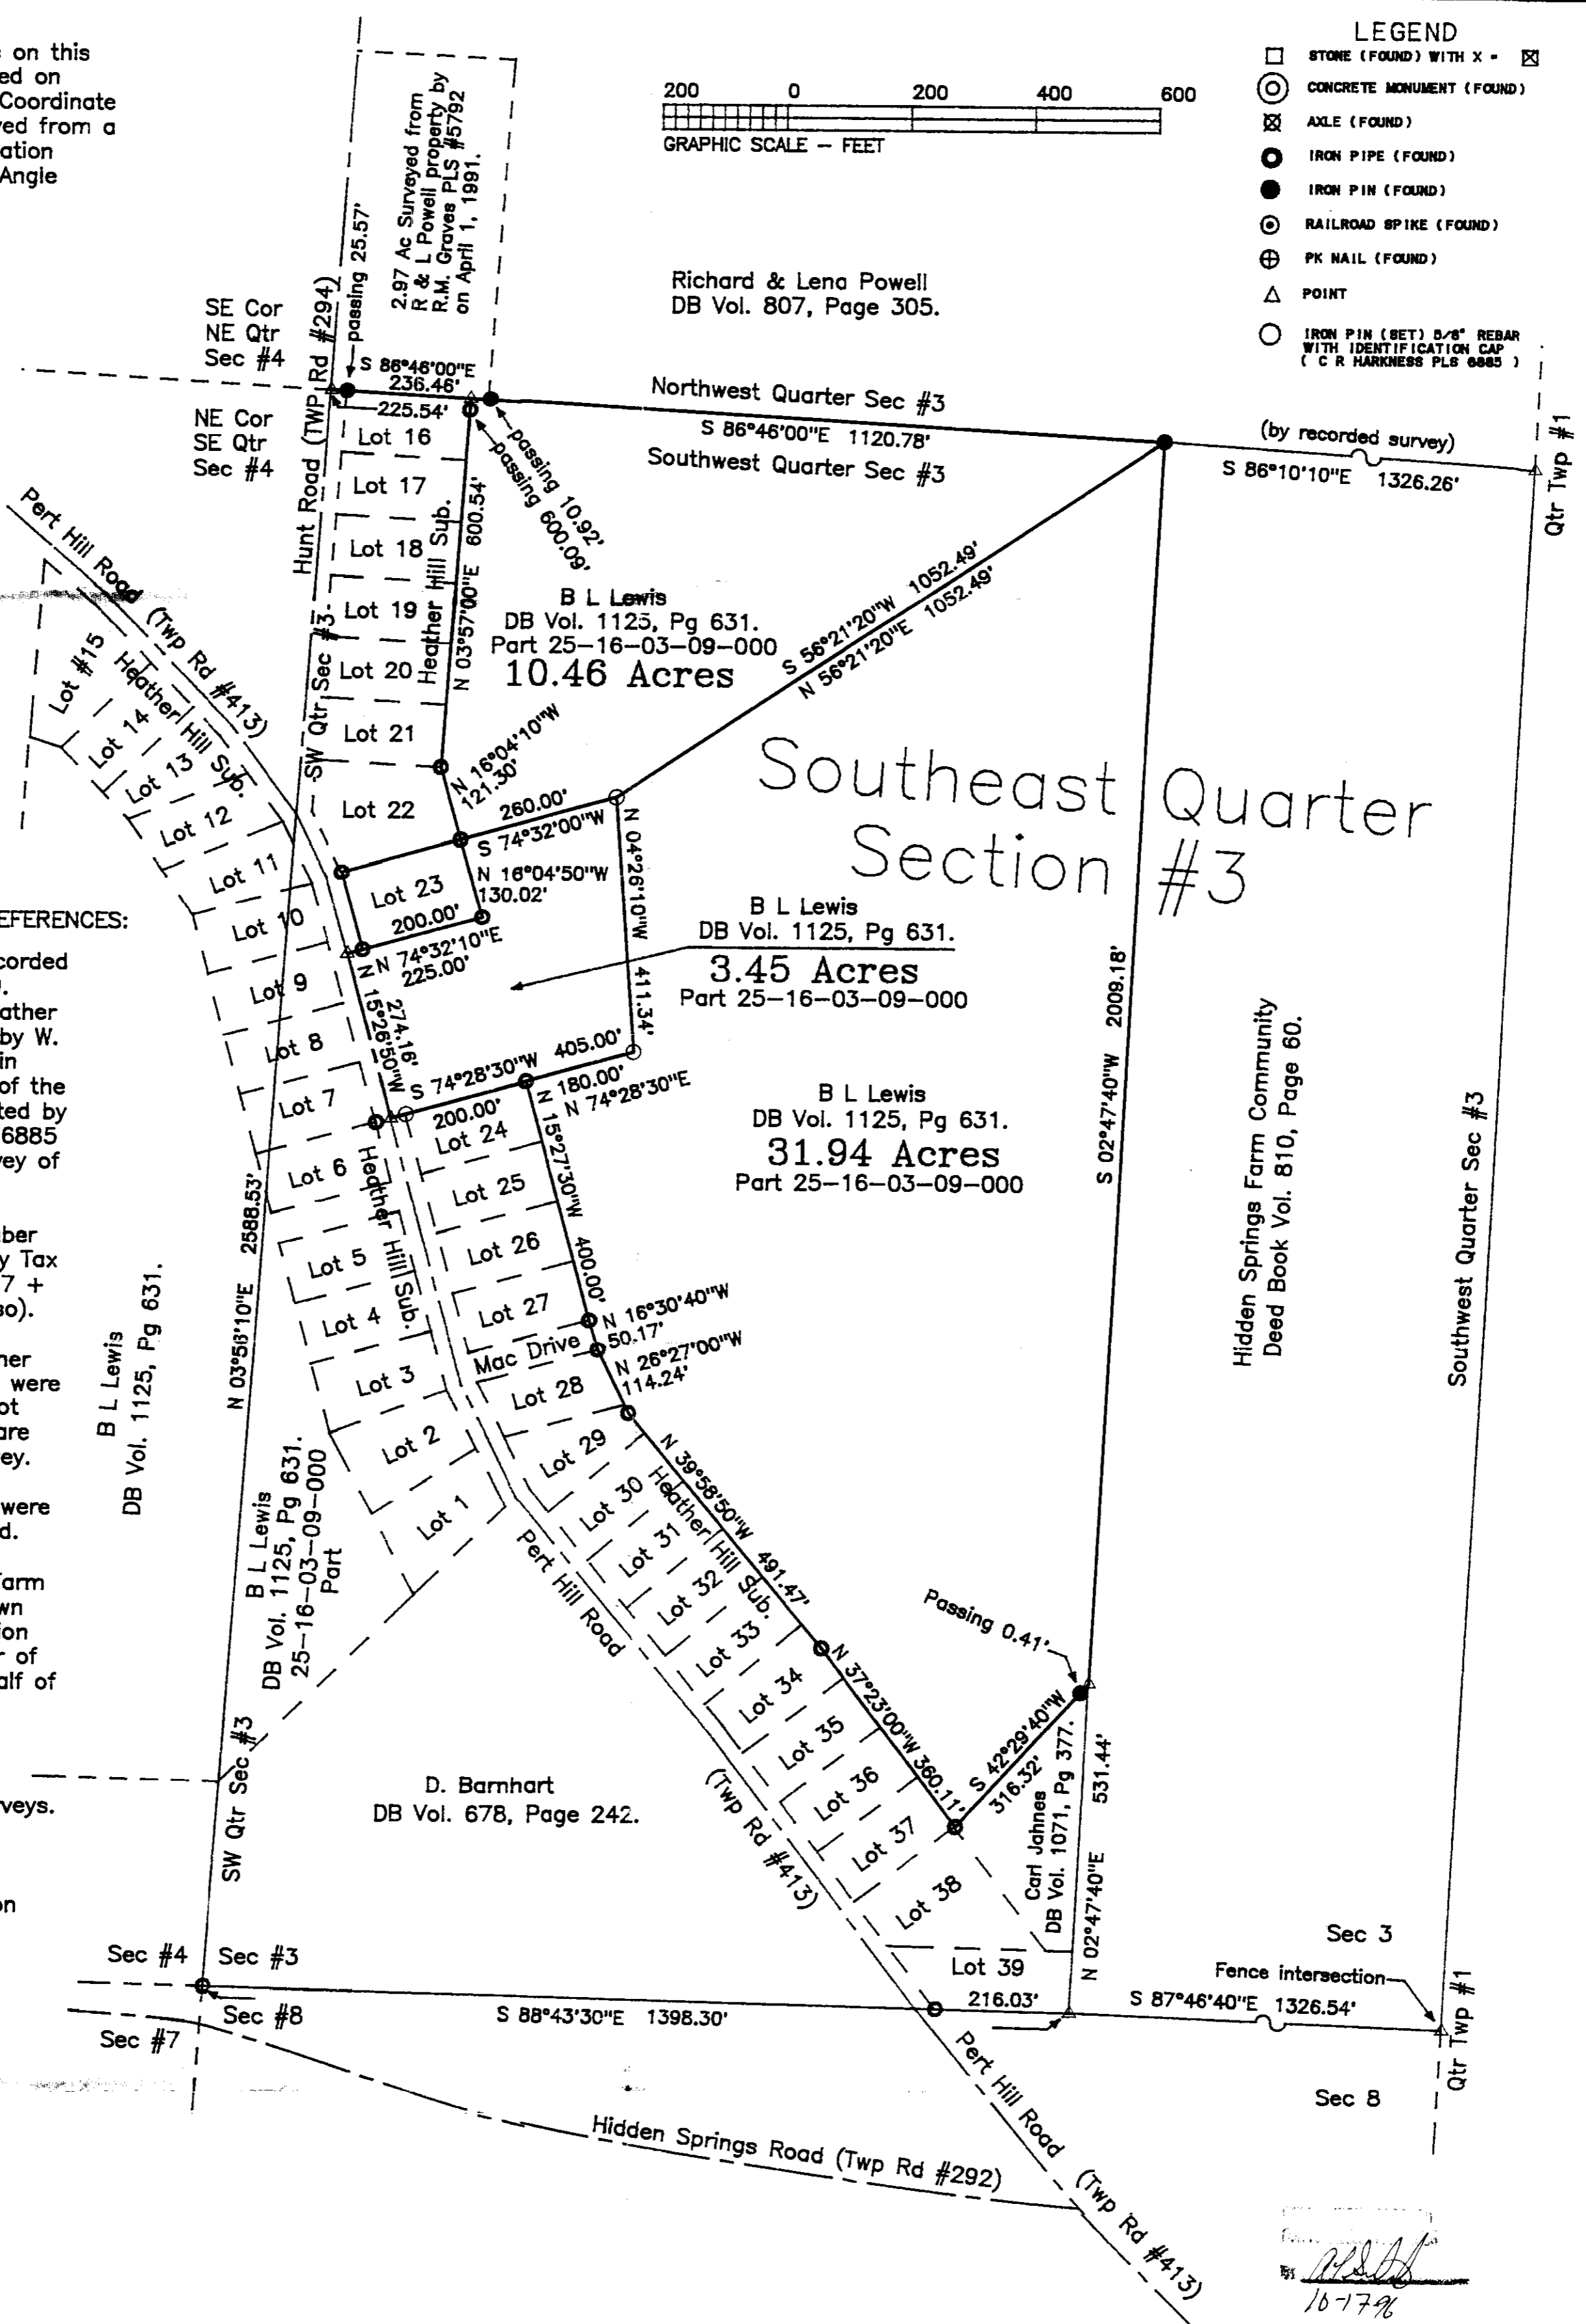 on this
ed on
Coordinate
ved from a
ation
Angle
2.97 Ac Surveyed from
R & L Powell property by
R.M. Graves PLS #5792
on April 1, 1991.
200 0 200 400 600
GRAPHIC SCALE – FEET
LEGEND
STONE (FOUND) WITH X =
CONCRETE MONUMENT (FOUND)
AXLE (FOUND)
IRON PIPE (FOUND)
IRON PIN (FOUND)
RAILROAD SPIKE (FOUND)
PK NAIL (FOUND)
POINT
IRON PIN (SET) 5/8" REBAR
WITH IDENTIFICATION CAP
( C R HARKNESS PLS 6885 )
Richard & Lena Powell
DB Vol. 807, Page 305.
passing 25.57'
SE Cor
NE Qtr
Sec #4
NE Cor
SE Qtr
Sec #4
Hunt Road (TWP Rd #294)
S 86°46'00"E
236.46'
225.54'
passing 10.92'
passing 600.09'
Northwest Quarter Sec #3
S 86°46'00"E 1120.78'
Southwest Quarter Sec #3
(by recorded survey)
S 86°10'10"E 1326.26'
Qtr Twp #1
Lot 16
Lot 17
Lot 18
Lot 19
Lot 20
Lot 21
Lot 22
Heather Hill Sub.
N 03°57'00"E 600.54'
SW Qtr Sec #3
Pert Hill Road (Twp Rd #413)
Lot #15
Lot 14
Lot 13
Lot 12
Lot 11
Lot 10
Lot 9
Lot 8
Lot 7
Lot 6
Lot 5
Lot 4
Lot 3
Lot 2
Lot 1
Heather Hill Sub.
B L Lewis
DB Vol. 1125, Pg 631.
Part 25–16–03–09–000
10.46 Acres
S 56°21'20"W 1052.49'
N 56°21'20"E 1052.49'
N 16°04'10"W
121.30'
260.00'
S 74°32'00"W
N 16°04'50"W
130.02'
Lot 23
200.00'
N 74°32'10"E
225.00'
N 04°26'10"W 411.34'
Southeast Quarter
Section #3
B L Lewis
DB Vol. 1125, Pg 631.
3.45 Acres
Part 25–16–03–09–000
N 15°26'50"W
274.16'
S 74°28'30"W 405.00'
200.00'
180.00'
N 74°28'30"E
B L Lewis
DB Vol. 1125, Pg 631.
31.94 Acres
Part 25–16–03–09–000
S 02°47'40"W 2009.18'
Hidden Springs Farm Community
Deed Book Vol. 810, Page 60.
Southwest Quarter Sec #3
EFERENCES:
corded
ather
by W.
in
of the
ted by
6885
vey of
ber
y Tax
7 +
so).
her
were
ot
are
ey.
were
d.
arm
wn
ion
r of
alf of
veys.
on
Lot 24
Lot 25
Lot 26
Lot 27
Mac Drive
Lot 28
Lot 29
Lot 30
Lot 31
Lot 32
Lot 33
Lot 34
Lot 35
Lot 36
Lot 37
Lot 38
Lot 39
Heather Hill Sub.
N 15°27'30"W 400.00'
N 16°30'40"W
50.17'
N 26°27'00"W
114.24'
N 39°58'50"W 491.47'
Heather Hill Sub.
N 37°23'00"W 360.11'
S 42°29'40"W
316.32'
Passing 0.41'
Carl Jahnes
DB Vol. 1071, Pg 377.
531.44'
N 02°47'40"E
N 03°56'10"E 2588.53'
B L Lewis
DB Vol. 1125, Pg 631.
B L Lewis
DB Vol. 1125, Pg 631.
25–16–03–09–000
Part
SW Qtr Sec #3
Pert Hill Road
(Twp Rd #413)
D. Barnhart
DB Vol. 678, Page 242.
Sec #4
Sec #3
Sec #8
Sec #7
S 88°43'30"E 1398.30'
216.03'
S 87°46'40"E 1326.54'
Fence intersection
Sec 3
Sec 8
Qtr Twp #1
Pert Hill Road (Twp Rd #413)
Hidden Springs Road (Twp Rd #292)
10-17-96